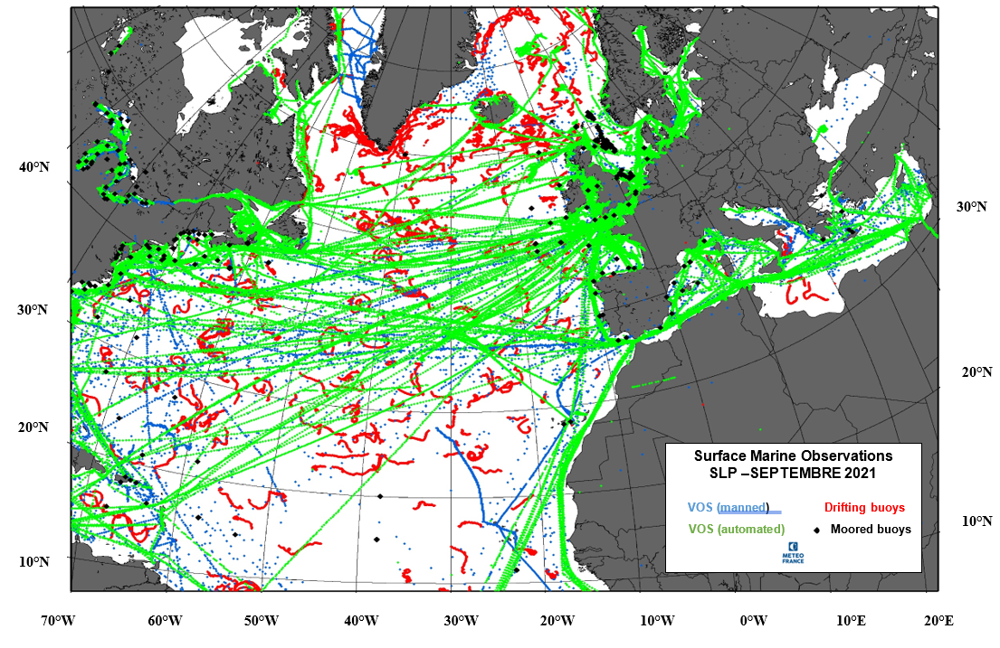 40°N
30°N
30°N
20°N
20°N
10°N
10°N
Surface Marine Observations
SLP –SEPTEMBRE 2021
VOS (manned)
Drifting buoys
VOS (automated)
Moored buoys
METEO
FRANCE
70°W 60°W 50°W 40°W 30°W 20°W 10°W 0°W 10°E 20°E